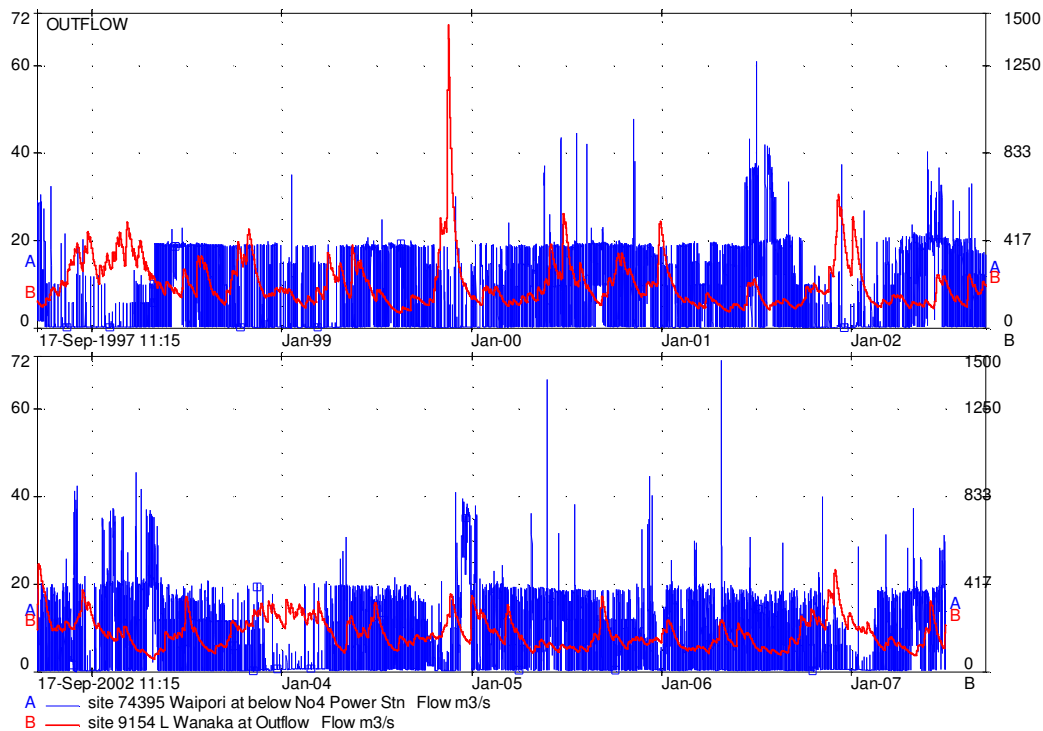 72 1500
OUTFLOW
60 1250
40 833
20 417
A A
B B
0 0
17-Sep-1997 11:15 Jan-99 Jan-00 Jan-01 Jan-02 B
72 1500
60 1250
40 833
20 417
A A
B B
0 0
17-Sep-2002 11:15 Jan-04 Jan-05 Jan-06 Jan-07 B
A site 74395 Waipori at below No4 Power Stn Flow m3/s
B site 9154 L Wanaka at Outflow Flow m3/s